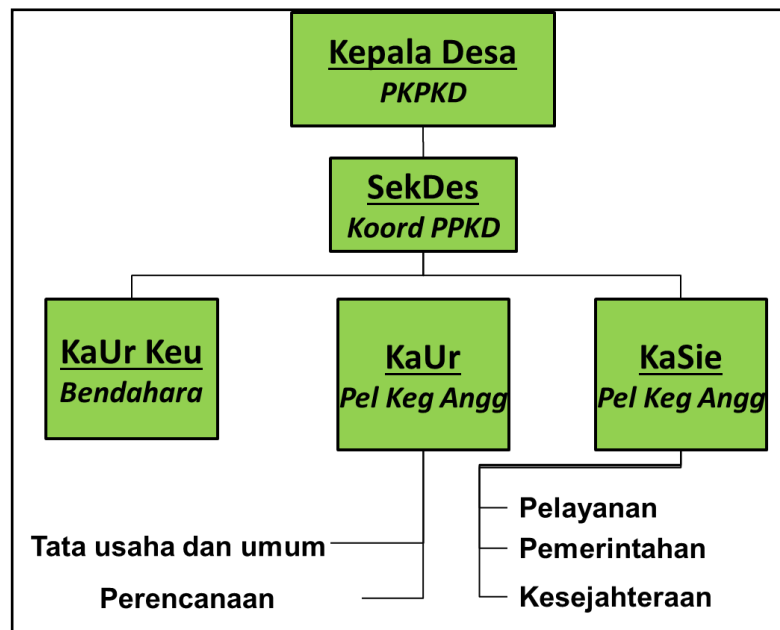 Kepala Desa
PKPKD
SekDes
Koord PPKD
KaUr Keu
Bendahara
KaUr
Pel Keg Angg
KaSie
Pel Keg Angg
Tata usaha dan umum
Perencanaan
Pelayanan
Pemerintahan
Kesejahteraan